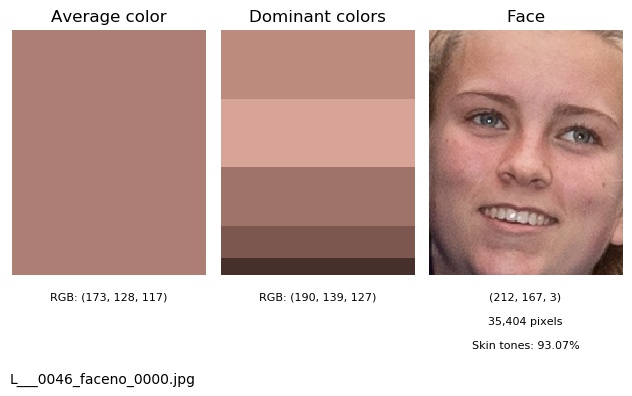 Average color
Dominant colors
Face
RGB: (173, 128, 117)
RGB: (190, 139, 127)
(212, 167, 3)
35,404 pixels
Skin tones: 93.07%
L___0046_faceno_0000.jpg